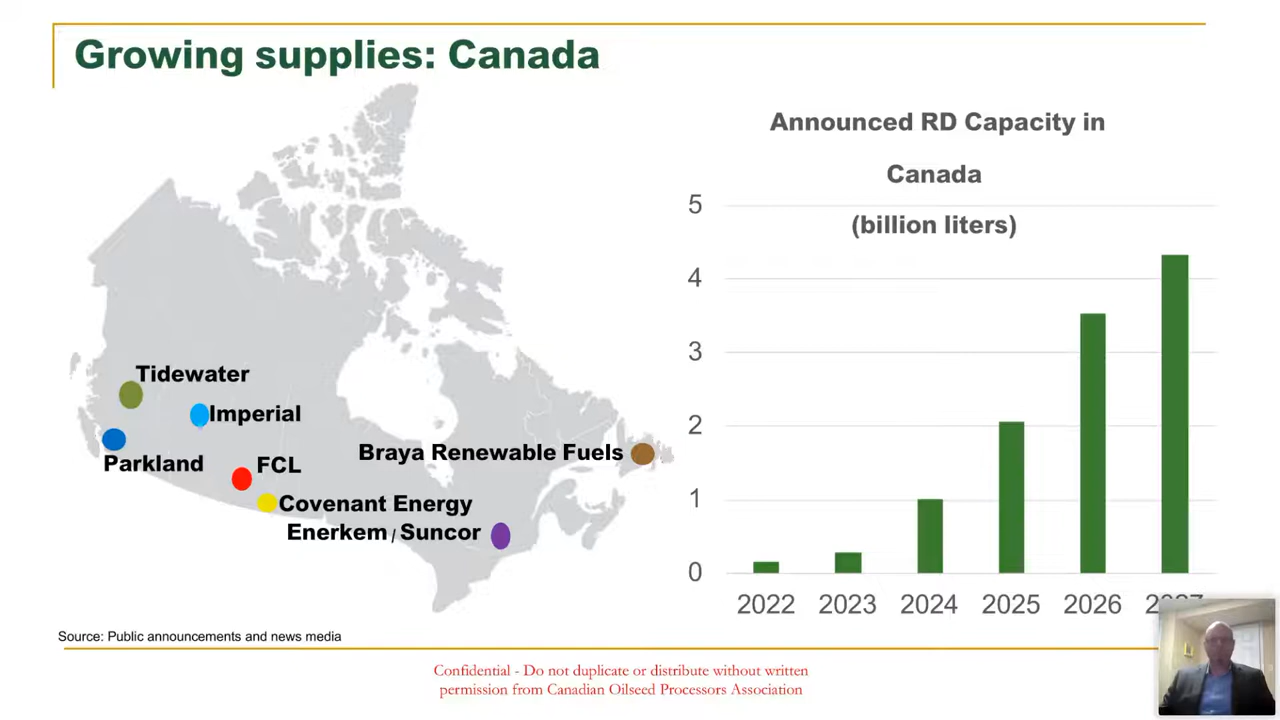 Growing supplies: Canada
Tidewater
Imperial
Parkland
FCL
Braya Renewable Fuels
Covenant Energy
Enerkem / Suncor
Announced RD Capacity in
Canada
(billion liters)
5
4
3
2
1
0
2022 2023 2024 2025 2026 2027
Source: Public announcements and news media
Confidential - Do not duplicate or distribute without written
permission from Canadian Oilseed Processors Association